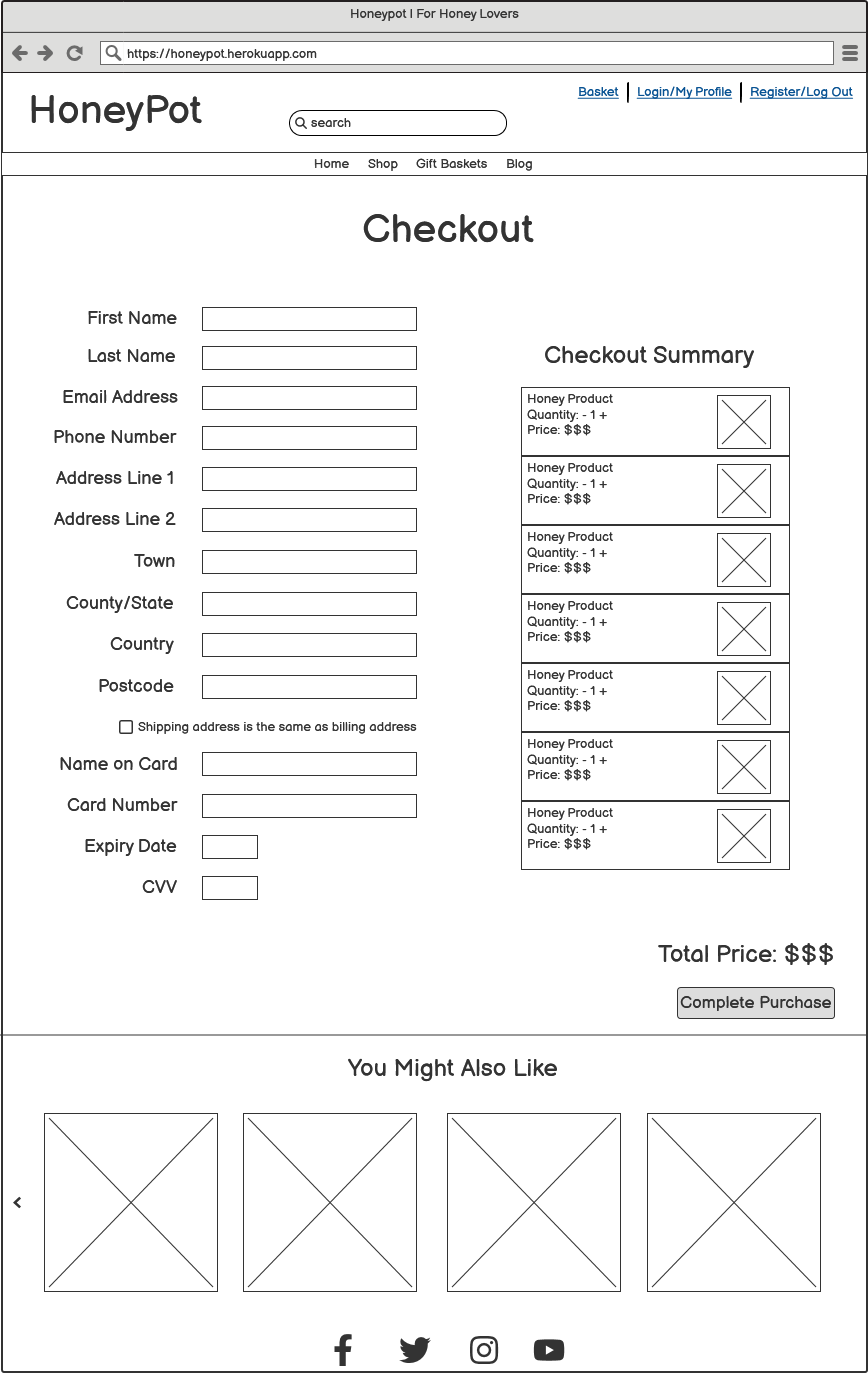 Honeypot | For Honey Lovers
https://honeypot.herokuapp.com
Basket
Login/My Profile
Register/Log Out
HoneyPot
search
Home Shop Gift Baskets Blog
Checkout
First Name
Last Name
Email Address
Phone Number
Address Line 1
Address Line 2
Town
County/State
Country
Postcode
Shipping address is the same as billing address
Name on Card
Card Number
Expiry Date
CVV
Checkout Summary
Honey Product
Quantity: - 1 +
Price: $$$
Honey Product
Quantity: - 1 +
Price: $$$
Honey Product
Quantity: - 1 +
Price: $$$
Honey Product
Quantity: - 1 +
Price: $$$
Honey Product
Quantity: - 1 +
Price: $$$
Honey Product
Quantity: - 1 +
Price: $$$
Honey Product
Quantity: - 1 +
Price: $$$
Total Price: $$$
Complete Purchase
You Might Also Like